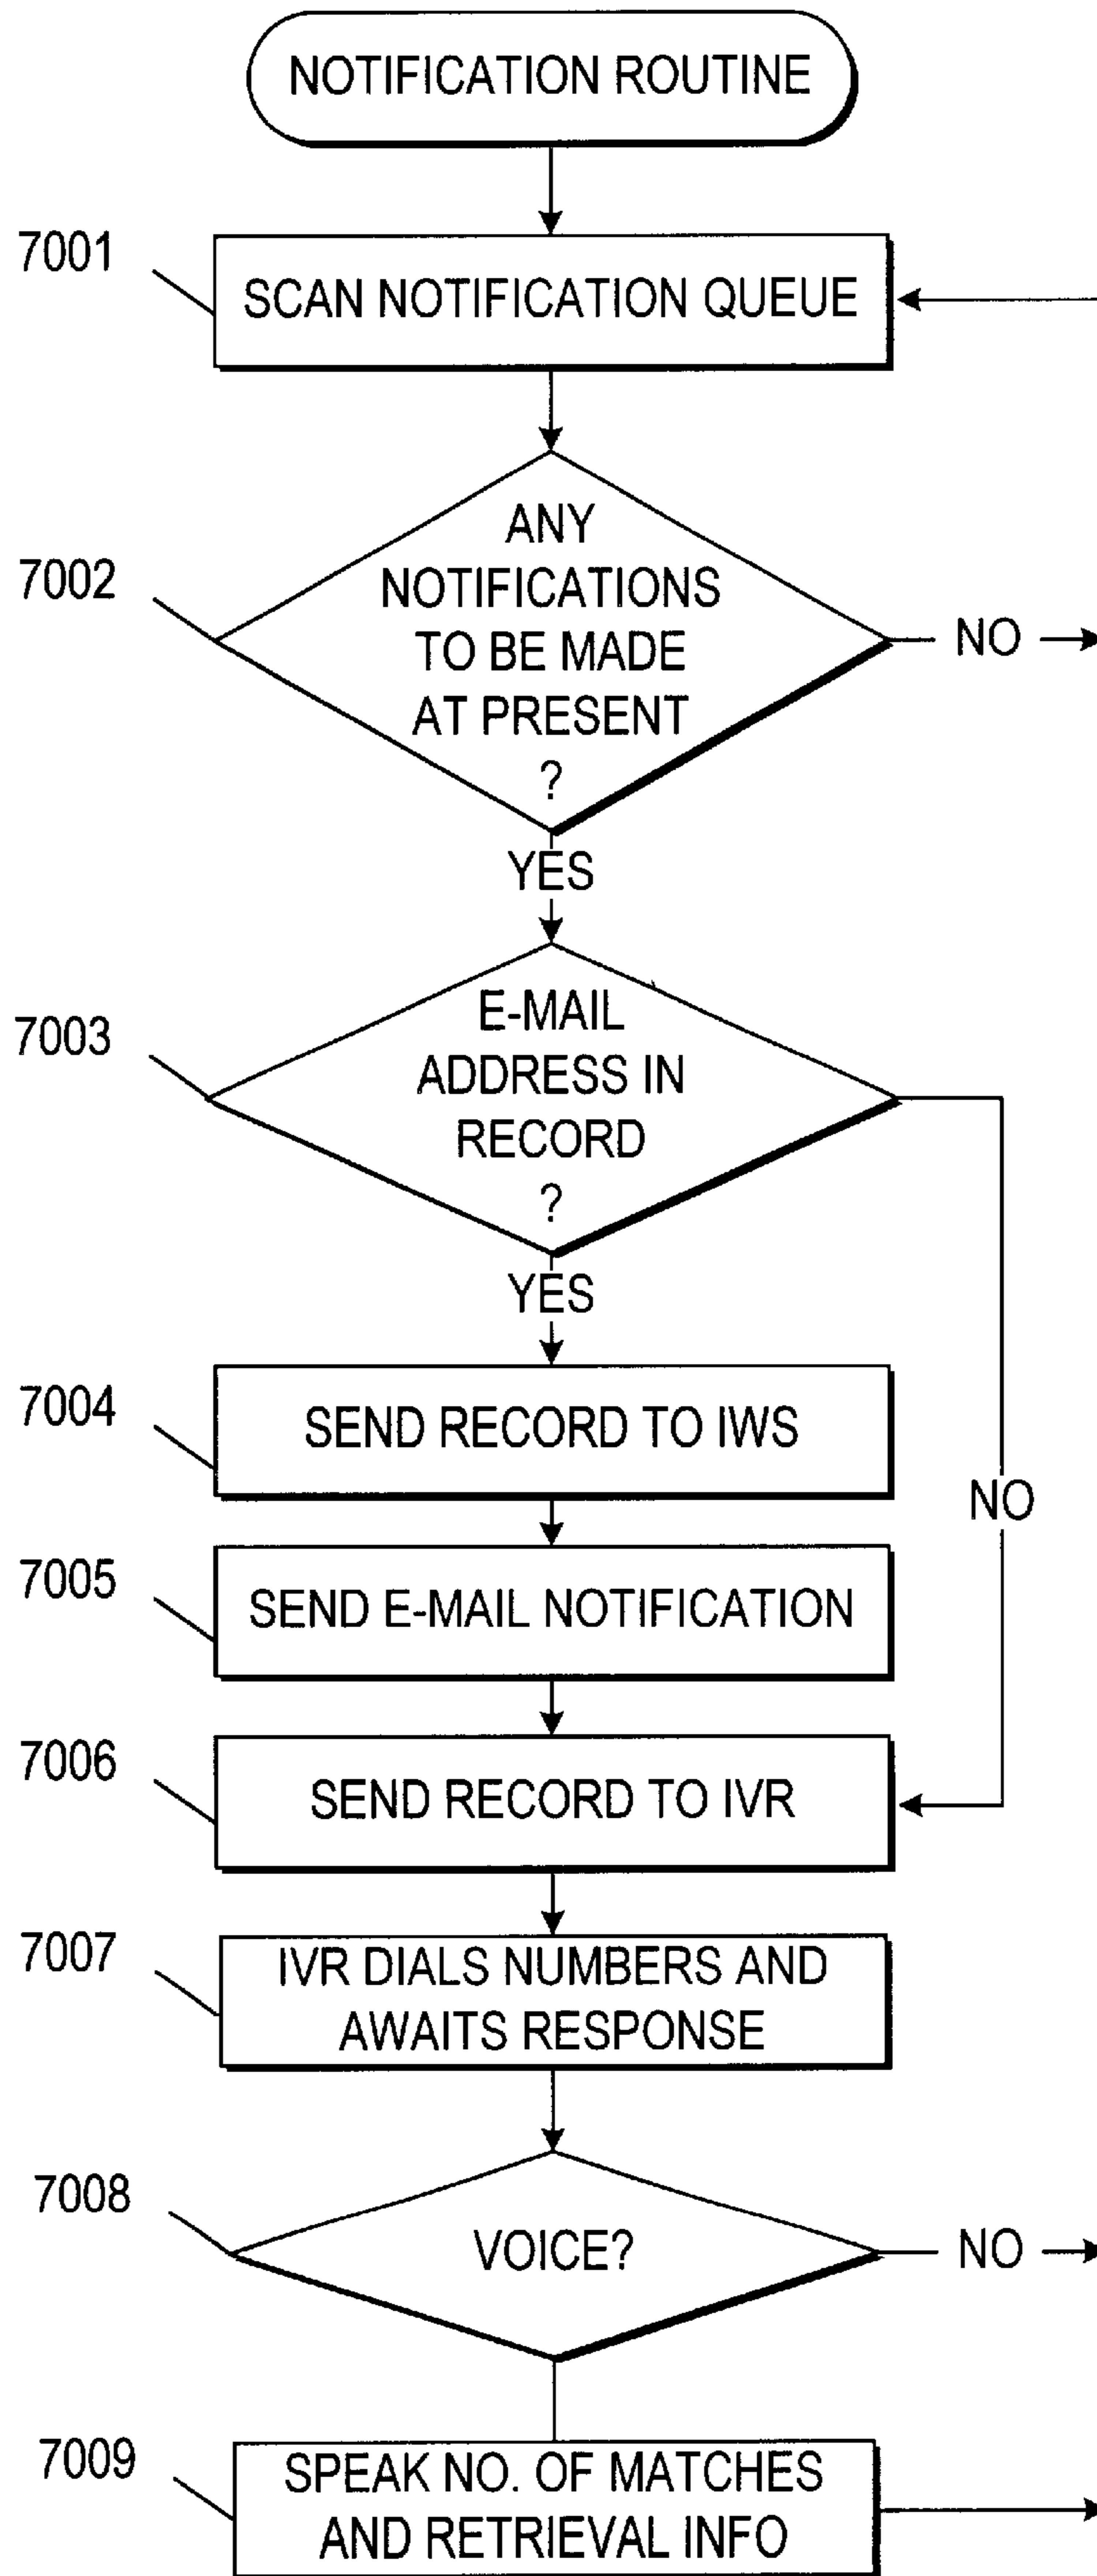 NOTIFICATION ROUTINE
7001
SCAN NOTIFICATION QUEUE
7002
ANY
NOTIFICATIONS
TO BE MADE
AT PRESENT
?
NO
YES
7003
E-MAIL
ADDRESS IN
RECORD
?
YES
NO
7004
SEND RECORD TO IWS
7005
SEND E-MAIL NOTIFICATION
7006
SEND RECORD TO IVR
7007
IVR DIALS NUMBERS AND
AWAITS RESPONSE
7008
VOICE?
NO
7009
SPEAK NO. OF MATCHES
AND RETRIEVAL INFO